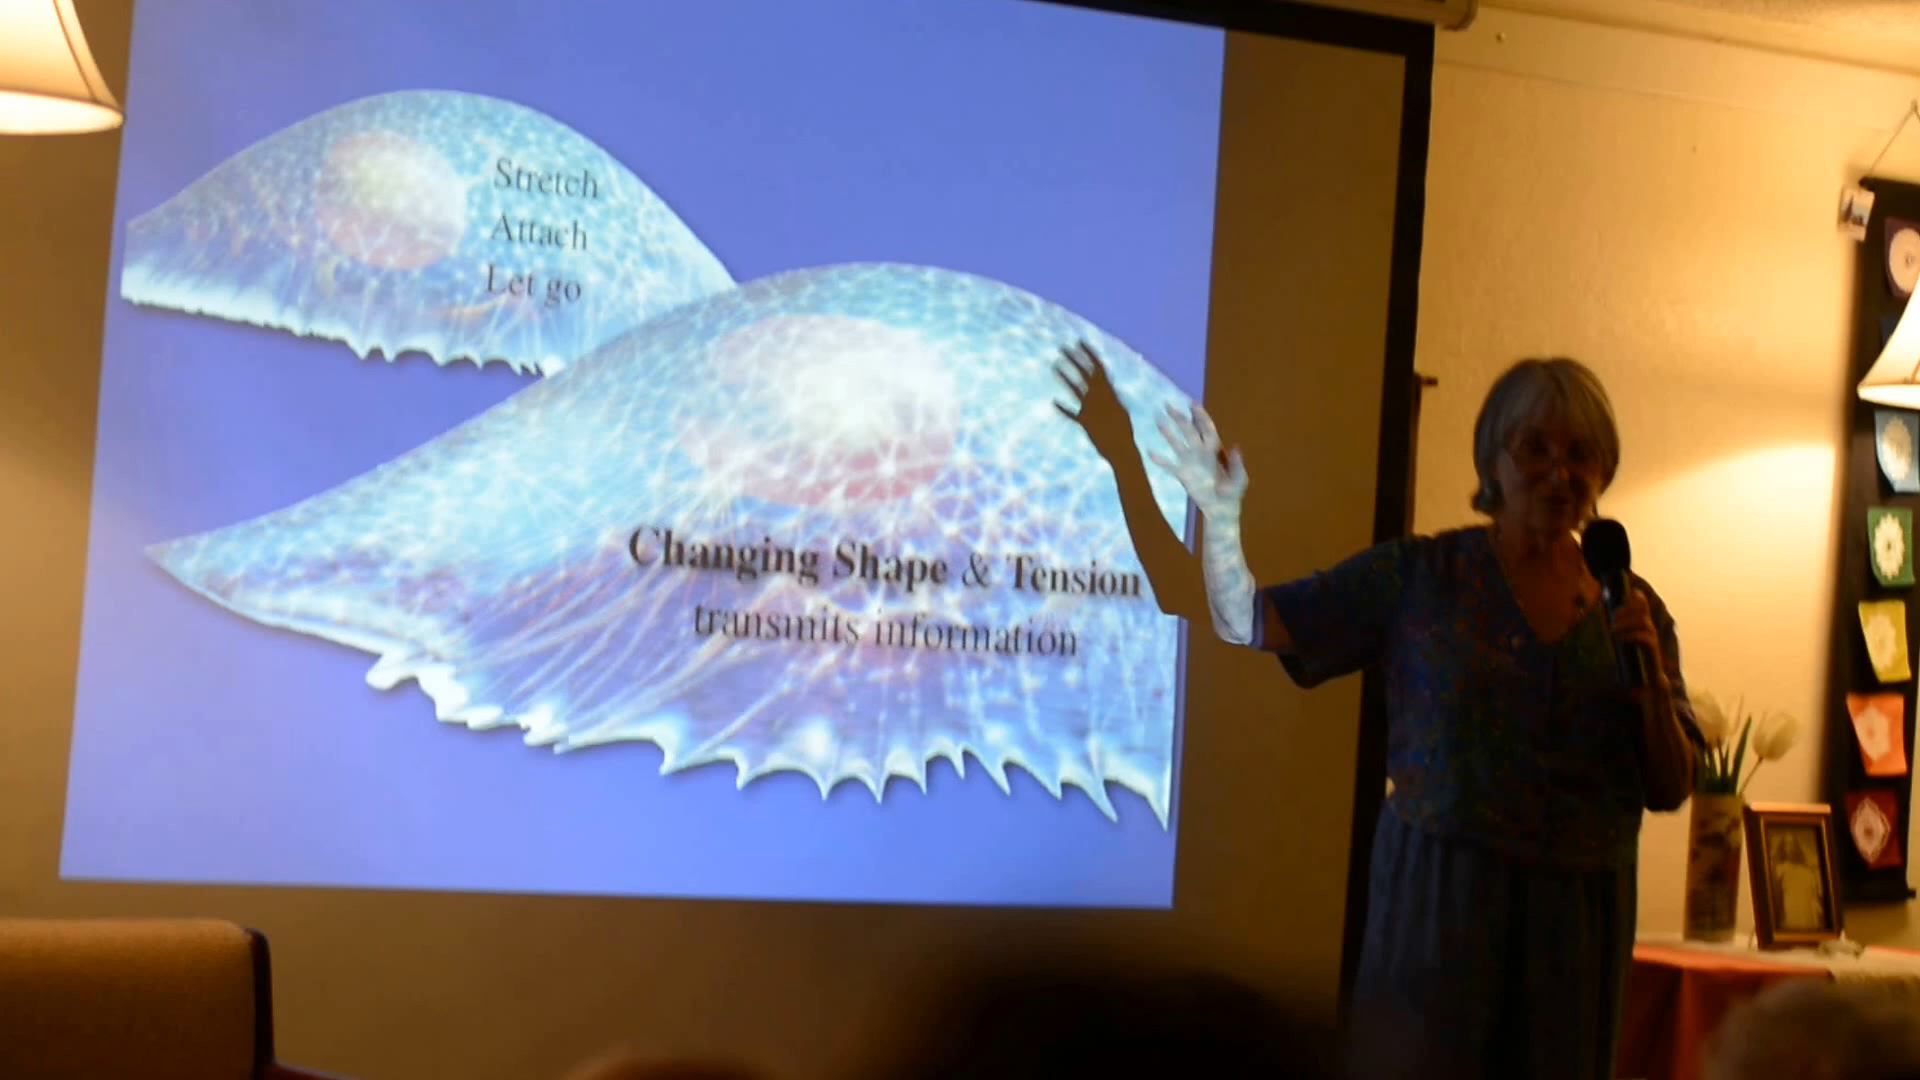 Stretch
Attach
Let go
Changing Shape & Tension
transmits information